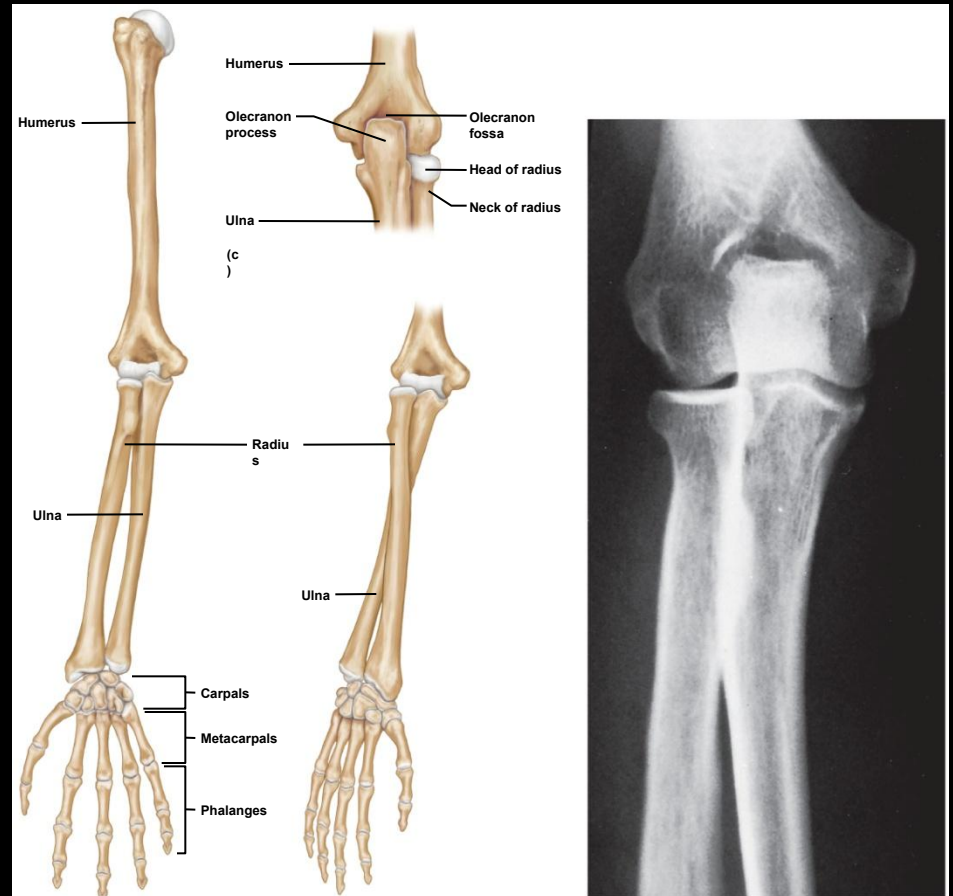 Humerus
Ulna
Humerus
Olecranon
process
Ulna
(c
)
Olecranon
fossa
Head of radius
Neck of radius
Radiu
s
Ulna
Carpals
Metacarpals
Phalanges